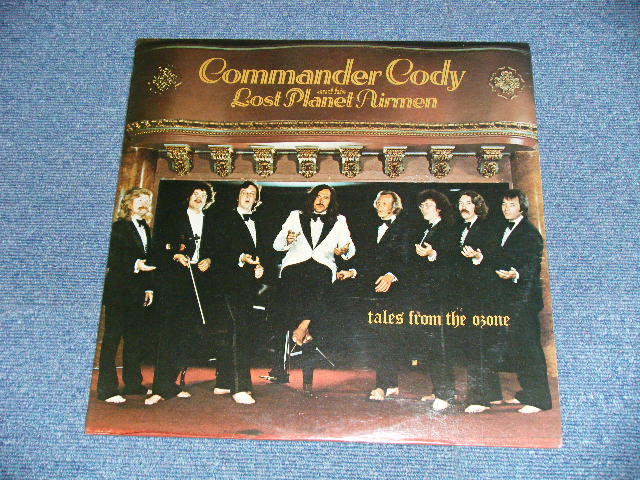 Commander Cody
and his
Lost Planet Airmen
tales from the ozone